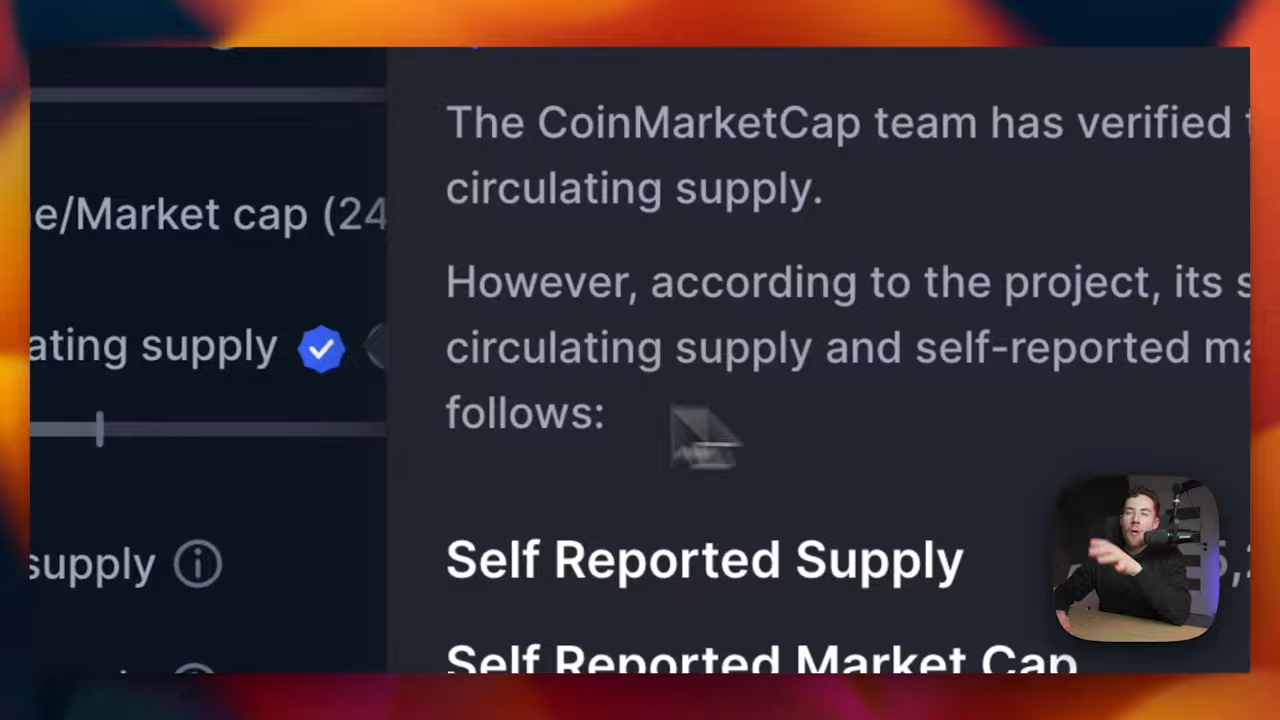 The CoinMarketCap team has verified
circulating supply.
e/Market cap (24
However, according to the project, its s
ating supply
circulating supply and self-reported ma
follows:
supply
Self Reported Supply
Self Reported Market Cap